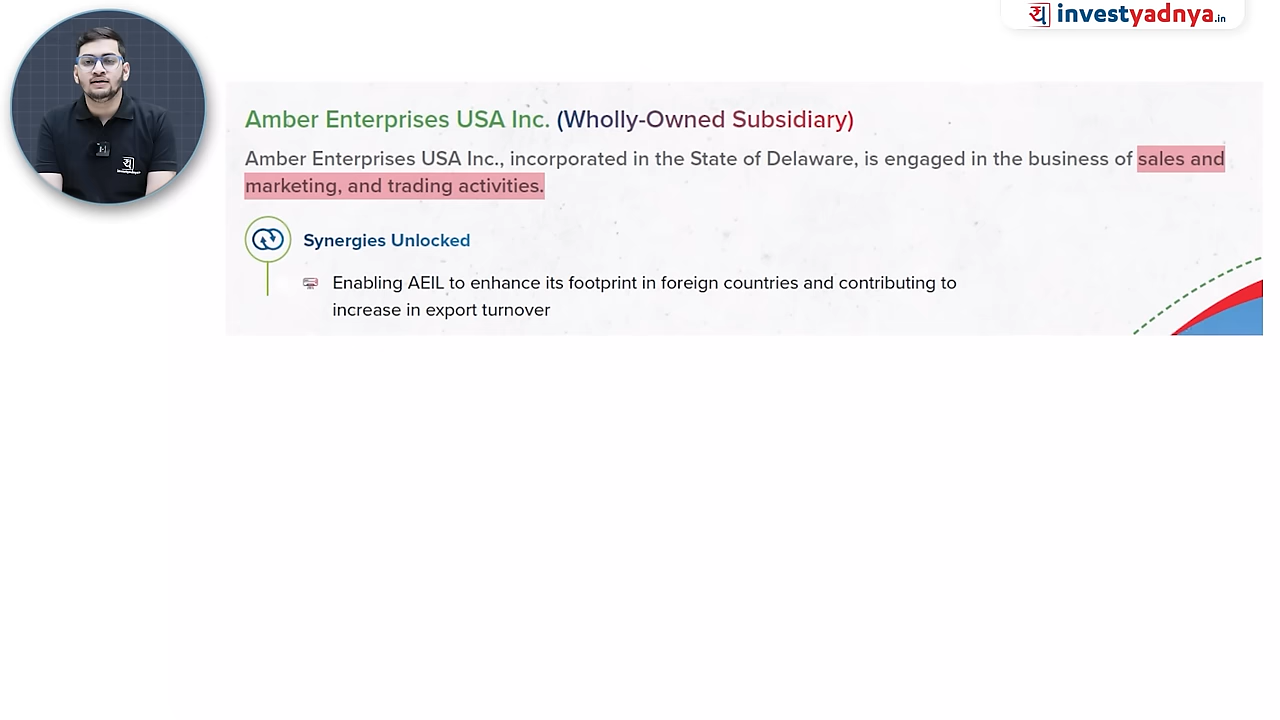 यु investyadnya.in
Amber Enterprises USA Inc. (Wholly-Owned Subsidiary)
Amber Enterprises USA Inc., incorporated in the State of Delaware, is engaged in the business of sales and
marketing, and trading activities.
Synergies Unlocked
Enabling AEIL to enhance its footprint in foreign countries and contributing to
increase in export turnover